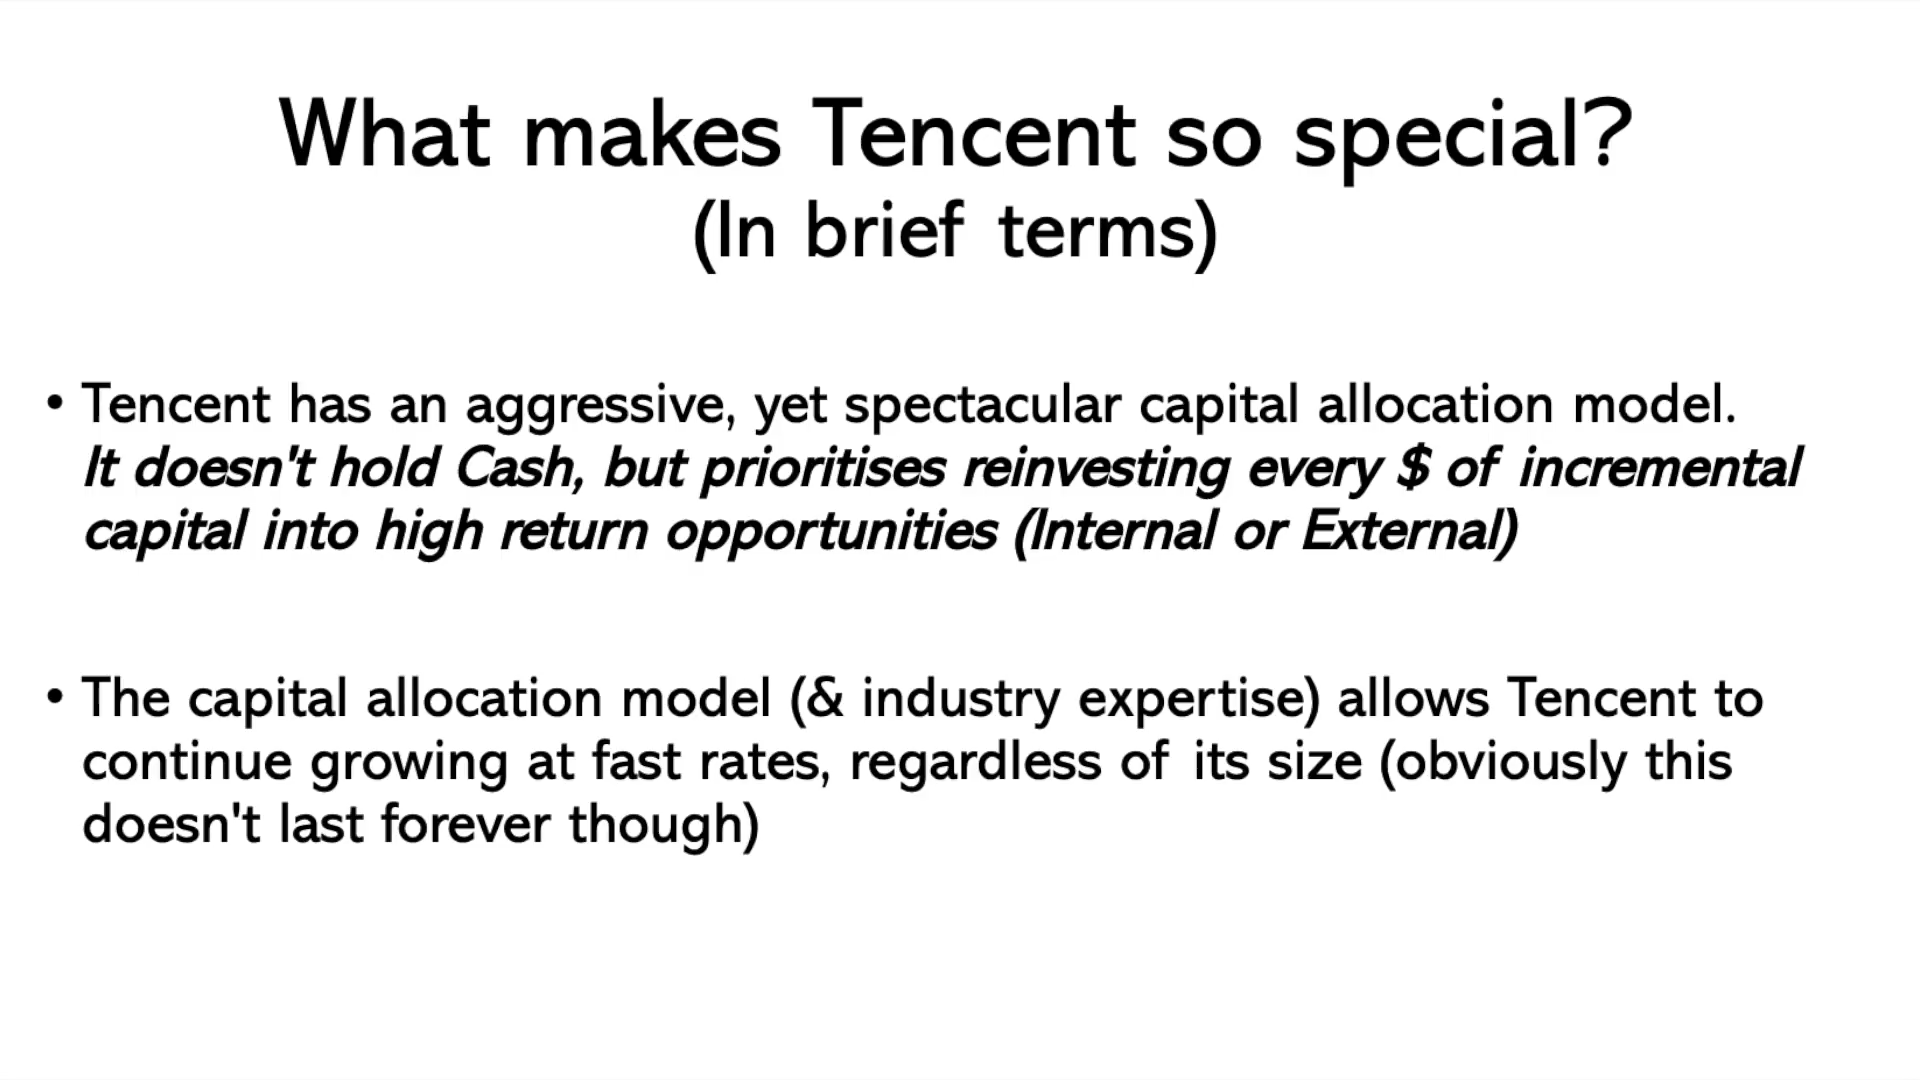 What makes Tencent so special?
(In brief terms)
• Tencent has an aggressive, yet spectacular capital allocation model.
It doesn't hold Cash, but prioritises reinvesting every $ of incremental
capital into high return opportunities (Internal or External)
• The capital allocation model (& industry expertise) allows Tencent to
continue growing at fast rates, regardless of its size (obviously this
doesn't last forever though)